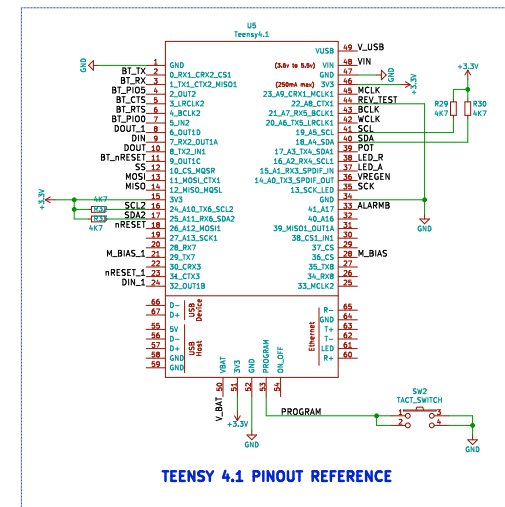 U5
Teensy4.1
GND
1 GND
BT_TX 2 0_RX1_CRX2_CS1
BT_RX 3 1_TX1_CTX2_MISO1
BT_PIO5 4 2_OUT2
BT_CTS 5 3_LRCLK2
BT_RTS 6 4_BCLK2
BT_PIO0 7 5_IN2
DOUT_1 8 6_OUT1D
DIN 9 7_RX2_OUT1A
DOUT 10 8_TX2_IN1
BT_nRESET 11 9_OUT1C
SS 12 10_CS_MQSR
MOSI 13 11_MOSI_CTX1
MISO 14 12_MISO_MQSL
+3.3V 15 3V3
4K7
SCL2 16 24_A10_TX6_SCL2
SDA2 17 25_A11_RX6_SDA2
4K7
nRESET 18 26_A12_MOSI1
19 27_A13_SCK1
20 28_RX7
M_BIAS_1 21 29_TX7
22 30_CRX3
nRESET_1 23 31_CTX3
DIN_1 24 32_OUT1B
VUSB 49 V_USB
(3.6v to 5.5v) VIN 48 VIN
GND 47 GND
(250mA max) 3V3 46 +3.3V
23_A9_CRX1_MCLK1 45 MCLK
22_A8_CTX1 44 REV_TEST
21_A7_RX5_BCLK1 43 BCLK
20_A6_TX5_LRCLK1 42 WCLK
19_A5_SCL 41 SCL
18_A4_SDA 40 SDA
17_A3_TX4_SDA1 39 POT
16_A2_RX4_SCL1 38 LED_R
15_A1_RX3_SPDIF_IN 37 LED_A
14_A0_TX3_SPDIF_OUT 36 VREGEN
13_SCK_LED 35 SCK
GND 34
41_A17 33 ALARMB
40_A16 32
39_MISO1_OUT1A 31
38_CS1_IN1 30
37_CS 29
36_CS 28 M_BIAS
35_TX8 27
34_RX8 26
33_MCLK2 25
+3.3V
R29
4K7
R30
4K7
GND
66 D-
67 D+
USB Device
55 5V
56 D-
57 D+
58 GND
59 GND
USB Host
Ethernet
R- 65
GND 64
T+ 63
T- 62
LED 61
R+ 60
VBAT 50 V_BAT
3V3 51 +3.3V
GND 52 GND
PROGRAM 53 PROGRAM
ON_OFF 54
SW2
TACT_SWITCH
1 3
2 4
GND
TEENSY 4.1 PINOUT REFERENCE